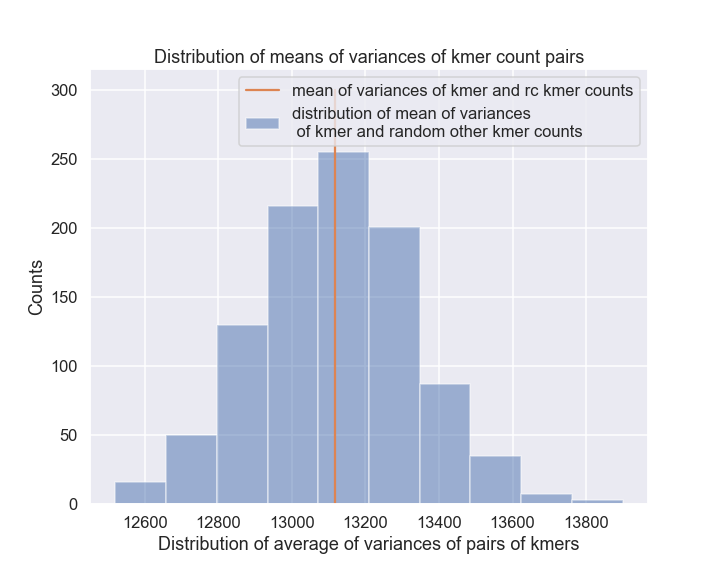 Distribution of means of variances of kmer count pairs
mean of variances of kmer and rc kmer counts
distribution of mean of variances
of kmer and random other kmer counts
300
250
200
150
100
50
0
Counts
12600 12800 13000 13200 13400 13600 13800
Distribution of average of variances of pairs of kmers